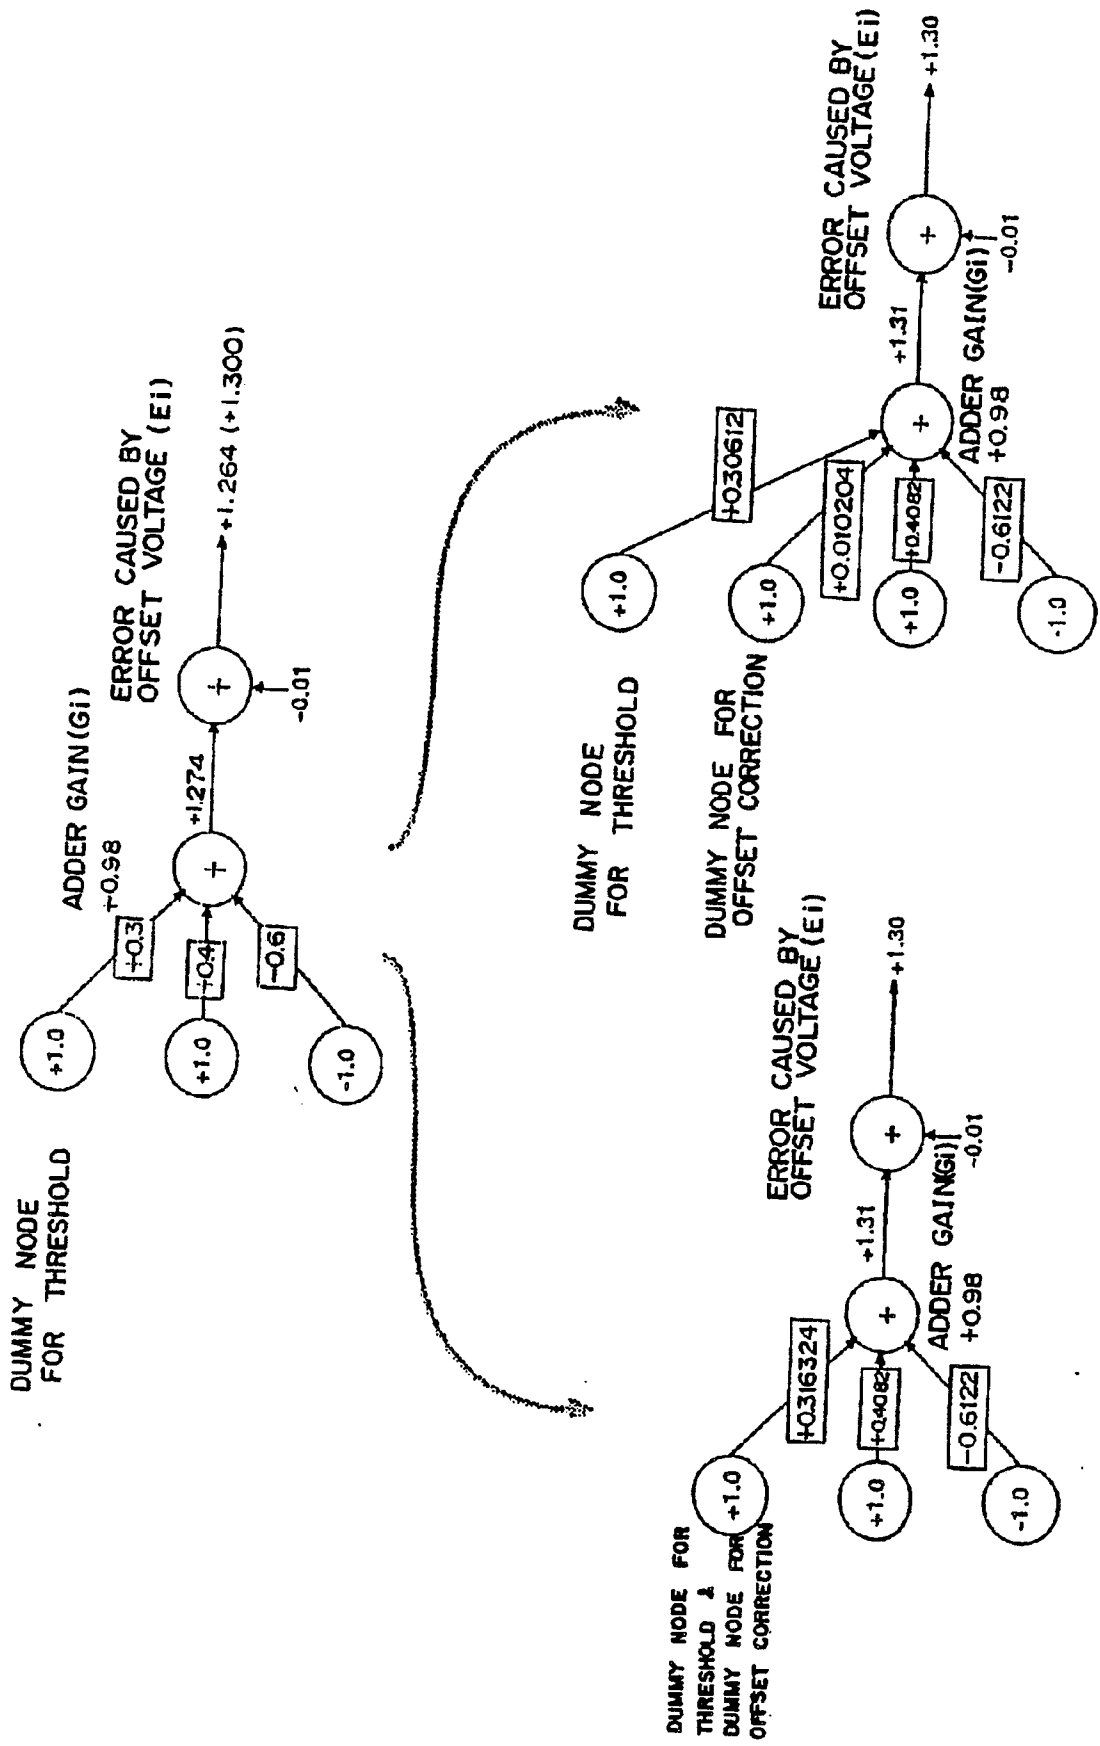 DUMMY NODE
FOR THRESHOLD
+1.0
+1.0
-1.0
+0.3
+0.4
-0.6
ADDER GAIN(Gi)
+0.98
+
+1.274
ERROR CAUSED BY
OFFSET VOLTAGE (Ei)
+
-0.01
+1.264 (+1.300)
DUMMY NODE FOR
THRESHOLD &
DUMMY NODE FOR
OFFSET CORRECTION
+1.0
+1.0
-1.0
+0.316324
+0.4082
-0.6122
+
ADDER GAIN(Gi)
+0.98
+1.31
ERROR CAUSED BY
OFFSET VOLTAGE(Ei)
+
-0.01
+1.30
DUMMY NODE
FOR THRESHOLD
DUMMY NODE FOR
OFFSET CORRECTION
+1.0
+1.0
+1.0
-1.0
+0.30612
+0.010204
+0.4082
-0.6122
+
ADDER GAIN(Gi)
+0.98
+1.31
ERROR CAUSED BY
OFFSET VOLTAGE(Ei)
+
-0.01
+1.30